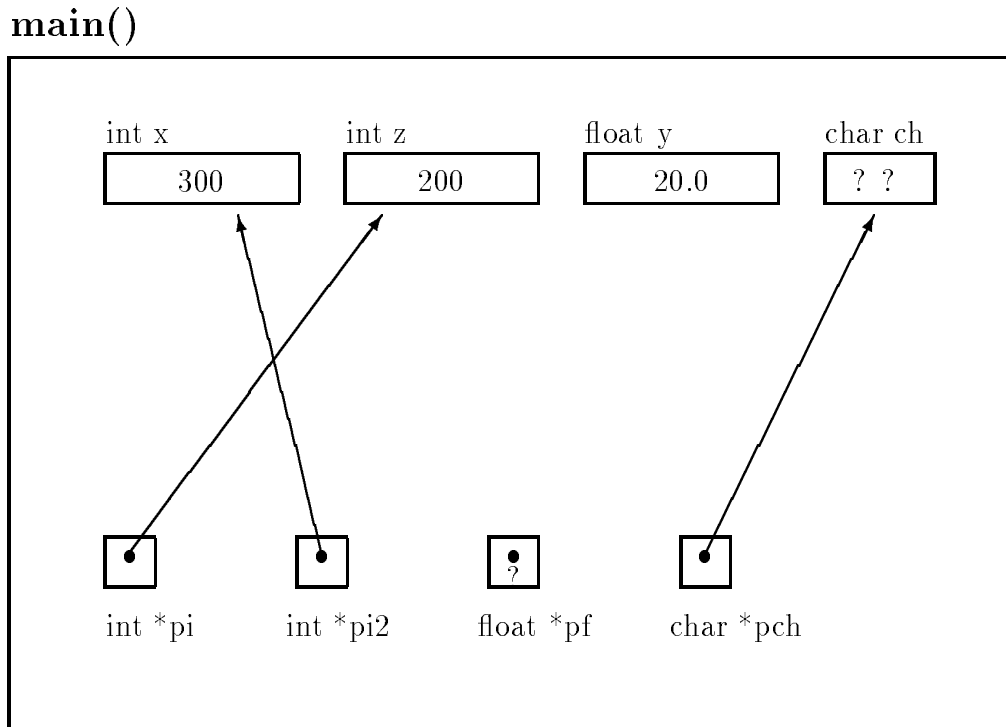 main()
int x int z float y char ch
300 200 20.0 ? ?
?
int *pi int *pi2 float *pf char *pch